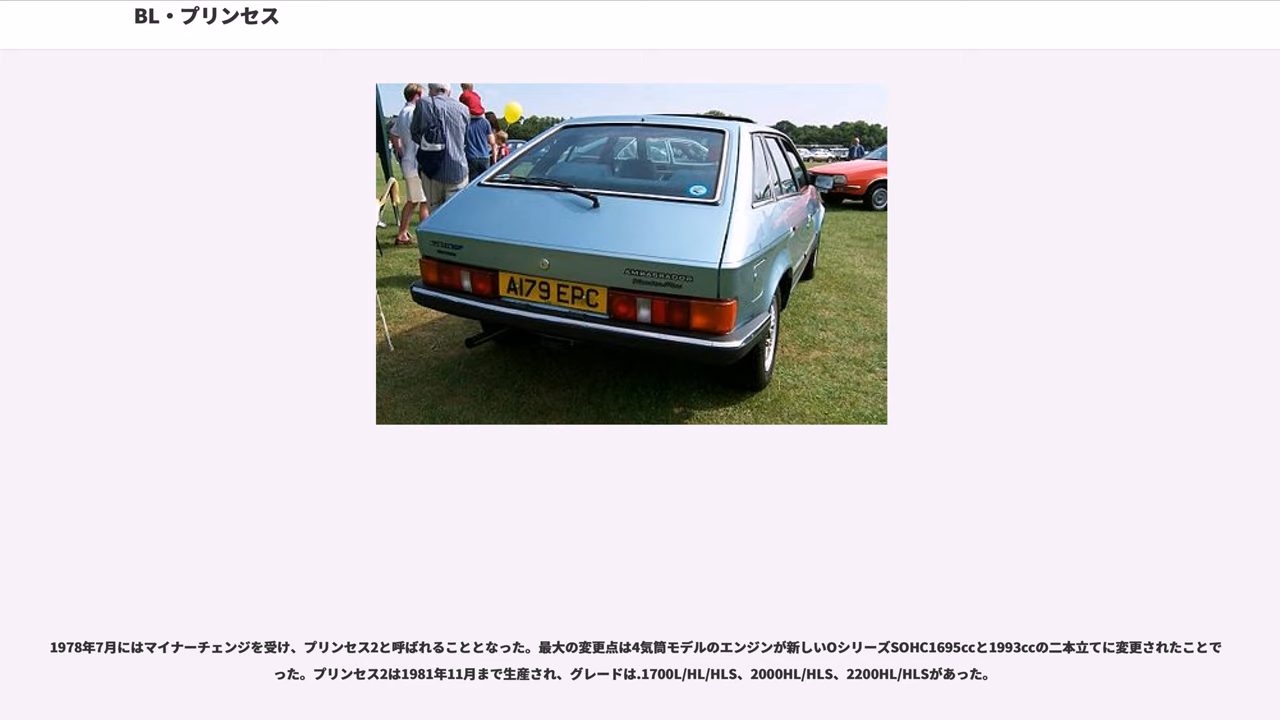 BL・プリンセス
AMBASSADOR
A179 EPC
1978年7月にはマイナーチェンジを受け、プリンセス2と呼ばれることとなった。最大の変更点は4気筒モデルのエンジンが新しいOシリーズSOHC1695ccと1993ccの二本立てに変更されたことで
った。プリンセス2は1981年11月まで生産され、グレードは.1700L/HL/HLS、2000HL/HLS、2200HL/HLSがあった。